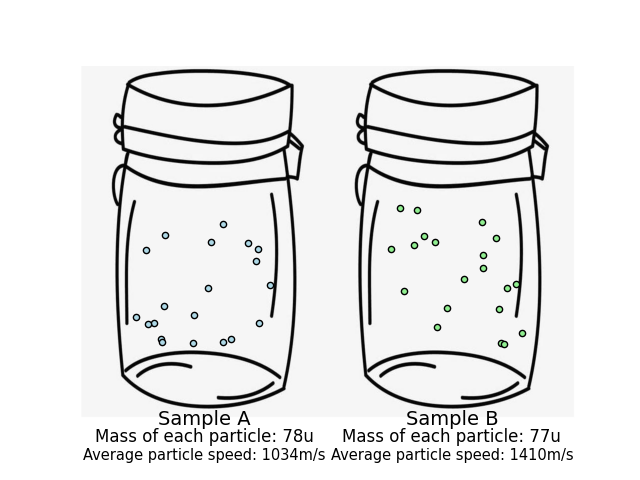 Sample A
Mass of each particle: 78u
Average particle speed: 1034m/s
Sample B
Mass of each particle: 77u
Average particle speed: 1410m/s